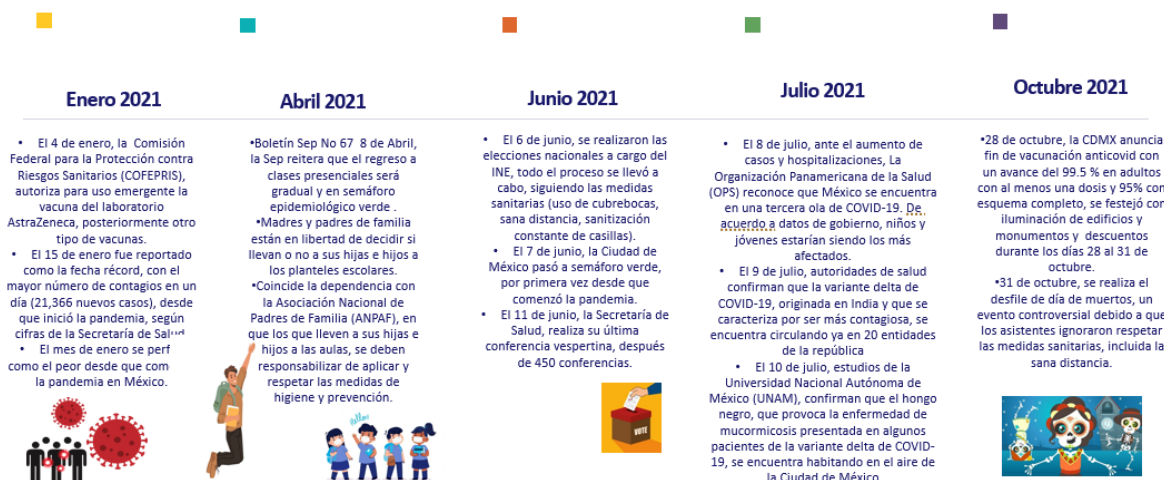 Enero 2021
• El 4 de enero, la Comisión
Federal para la Protección contra
Riesgos Sanitarios (COFEPRIS),
autoriza para uso emergente la
vacuna del laboratorio
AstraZeneca, posteriormente otro
tipo de vacunas.
• El 15 de enero fue reportado
como la fecha récord, con el
mayor número de contagios en un
día (21,366 nuevos casos), desde
que inició la pandemia, según
cifras de la Secretaría de Salud
• El mes de enero se perf
como el peor desde que com
la pandemia en México.
Abril 2021
•Boletín Sep No 67 8 de Abril,
la Sep reitera que el regreso a
clases presenciales será
gradual y en semáforo
epidemiológico verde .
•Madres y padres de familia
están en libertad de decidir si
llevan o no a sus hijas e hijos a
los planteles escolares.
•Coincide la dependencia con
la Asociación Nacional de
Padres de Familia (ANPAF), en
que los que lleven a sus hijas e
hijos a las aulas, se deben
responsabilizar de aplicar y
respetar las medidas de
higiene y prevención.
Junio 2021
• El 6 de junio, se realizaron las
elecciones nacionales a cargo del
INE, todo el proceso se llevó a
cabo, siguiendo las medidas
sanitarias (uso de cubrebocas,
sana distancia, sanitización
constante de casillas).
• El 7 de junio, la Ciudad de
México pasó a semáforo verde,
por primera vez desde que
comenzó la pandemia.
• El 11 de junio, la Secretaría de
Salud, realiza su última
conferencia vespertina, después
de 450 conferencias.
VOTE
Julio 2021
• El 8 de julio, ante el aumento de
casos y hospitalizaciones, La
Organización Panamericana de la Salud
(OPS) reconoce que México se encuentra
en una tercera ola de COVID-19. De
acuerdo a datos de gobierno, niños y
jóvenes estarían siendo los más
afectados.
• El 9 de julio, autoridades de salud
confirman que la variante delta de
COVID-19, originada en India y que se
caracteriza por ser más contagiosa, se
encuentra circulando ya en 20 entidades
de la república
• El 10 de julio, estudios de la
Universidad Nacional Autónoma de
México (UNAM), confirman que el hongo
negro, que provoca la enfermedad de
mucormicosis presentada en algunos
pacientes de la variante delta de COVID-
19, se encuentra habitando en el aire de
la Ciudad de México
Octubre 2021
•28 de octubre, la CDMX anuncia
fin de vacunación anticovid con
un avance del 99.5 % en adultos
con al menos una dosis y 95% con
esquema completo, se festejó con
iluminación de edificios y
monumentos y descuentos
durante los días 28 al 31 de
octubre.
•31 de octubre, se realiza el
desfile de día de muertos, un
evento controversial debido a que
los asistentes ignoraron respetar
las medidas sanitarias, incluida la
sana distancia.